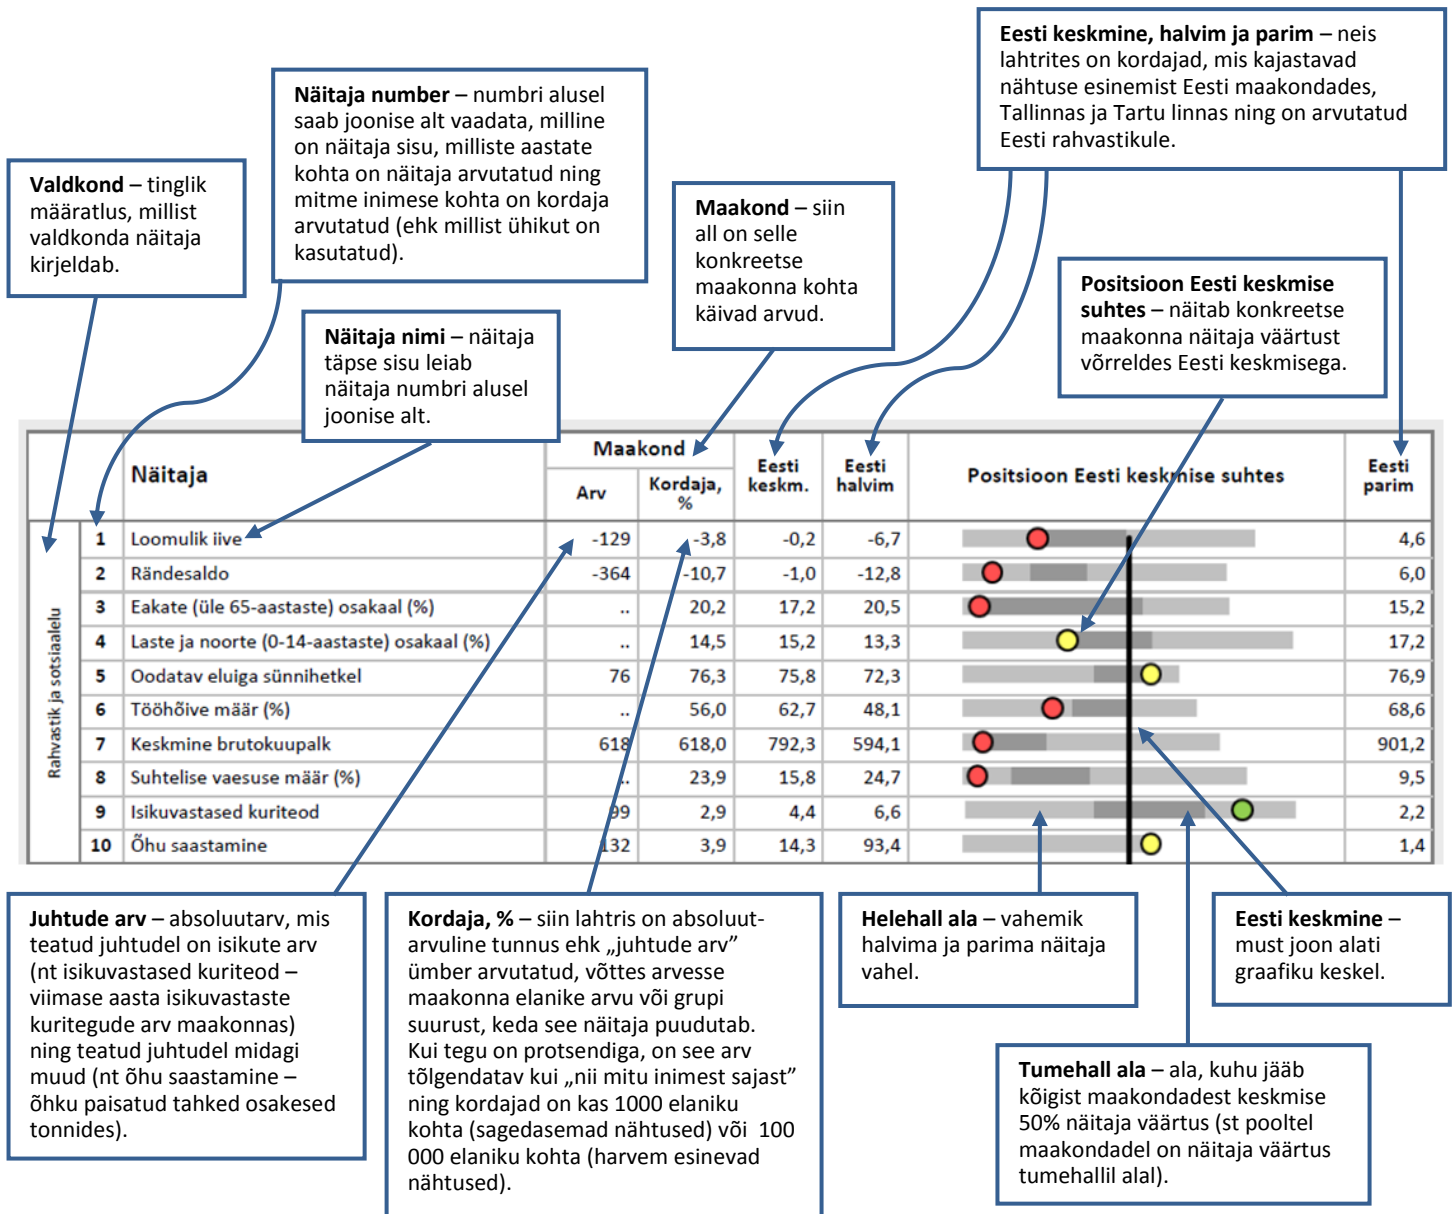 Eesti keskmine, halvim ja parim – neis
lahtrites on kordajad, mis kajastavad
nähtuse esinemist Eesti maakondades,
Tallinnas ja Tartu linnas ning on arvutatud
Eesti rahvastikule.
Näitaja number – numbri alusel
saab joonise alt vaadata, milline
on näitaja sisu, milliste aastate
kohta on näitaja arvutatud ning
mitme inimese kohta on kordaja
arvutatud (ehk millist ühikut on
kasutatud).
Valdkond – tinglik
määratlus, millist
valdkonda näitaja
kirjeldab.
Maakond – siin
all on selle
konkreetse
maakonna kohta
käivad arvud.
Positsioon Eesti keskmise
suhtes – näitab konkreetse
maakonna näitaja väärtust
võrreldes Eesti keskmisega.
Näitaja nimi – näitaja
täpse sisu leiab
näitaja numbri alusel
joonise alt.
Näitaja
Maakond
Arv
Kordaja,
%
Eesti
keskm.
Eesti
halvim
Positsioon Eesti keskmise suhtes
Eesti
parim
Rahvastik ja sotsiaalelu
1 Loomulik iive -129 -3,8 -0,2 -6,7 4,6
2 Rändesaldo -364 -10,7 -1,0 -12,8 6,0
3 Eakate (üle 65-aastaste) osakaal (%) .. 20,2 17,2 20,5 15,2
4 Laste ja noorte (0-14-aastaste) osakaal (%) .. 14,5 15,2 13,3 17,2
5 Oodatav eluiga sünnihetkel 76 76,3 75,8 72,3 76,9
6 Tööhõive määr (%) .. 56,0 62,7 48,1 68,6
7 Keskmine brutokuupalk 618 618,0 792,3 594,1 901,2
8 Suhtelise vaesuse määr (%) .. 23,9 15,8 24,7 9,5
9 Isikuvastased kuriteod 99 2,9 4,4 6,6 2,2
10 Õhu saastamine 132 3,9 14,3 93,4 1,4
Juhtude arv – absoluutarv, mis
teatud juhtudel on isikute arv
(nt isikuvastased kuriteod –
viimase aasta isikuvastaste
kuritegude arv maakonnas)
ning teatud juhtudel midagi
muud (nt õhu saastamine –
õhku paisatud tahked osakesed
tonnides).
Kordaja, % – siin lahtris on absoluut-
arvuline tunnus ehk „juhtude arv”
ümber arvutatud, võttes arvesse
maakonna elanike arvu või grupi
suurust, keda see näitaja puudutab.
Kui tegu on protsendiga, on see arv
tõlgendatav kui „nii mitu inimest sajast”
ning kordajad on kas 1000 elaniku
kohta (sagedasemad nähtused) või 100
000 elaniku kohta (harvem esinevad
nähtused).
Helehall ala – vahemik
halvima ja parima näitaja
vahel.
Eesti keskmine –
must joon alati
graafiku keskel.
Tumehall ala – ala, kuhu jääb
kõigist maakondadest keskmise
50% näitaja väärtus (st pooltel
maakondadel on näitaja väärtus
tumehallil alal).